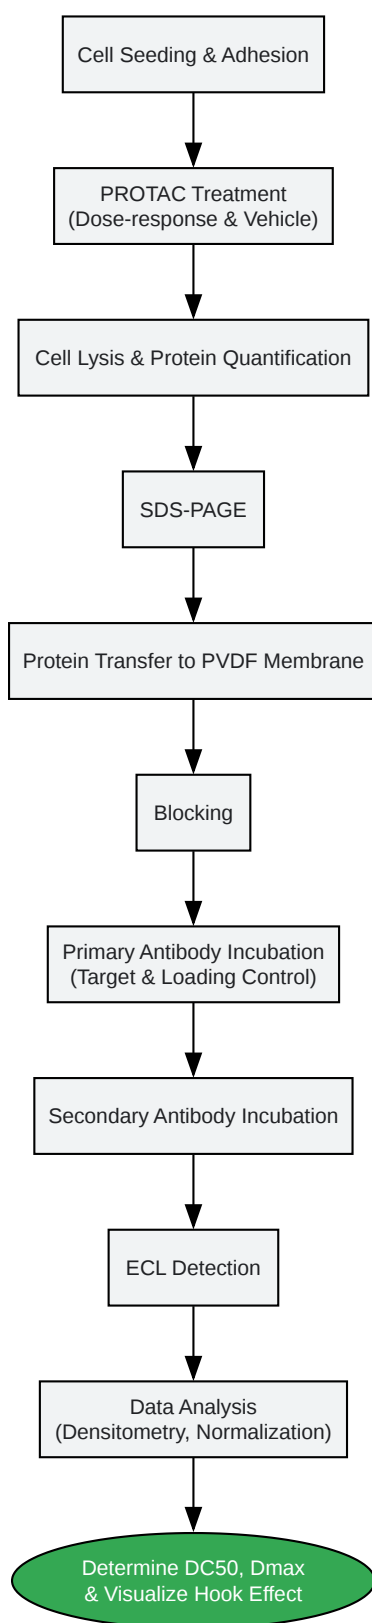 Cell Seeding & Adhesion
PROTAC Treatment
(Dose-response & Vehicle)
Cell Lysis & Protein Quantification
SDS-PAGE
Protein Transfer to PVDF Membrane
Blocking
Primary Antibody Incubation
(Target & Loading Control)
Secondary Antibody Incubation
ECL Detection
Data Analysis
(Densitometry, Normalization)
Determine DC50, Dmax
& Visualize Hook Effect